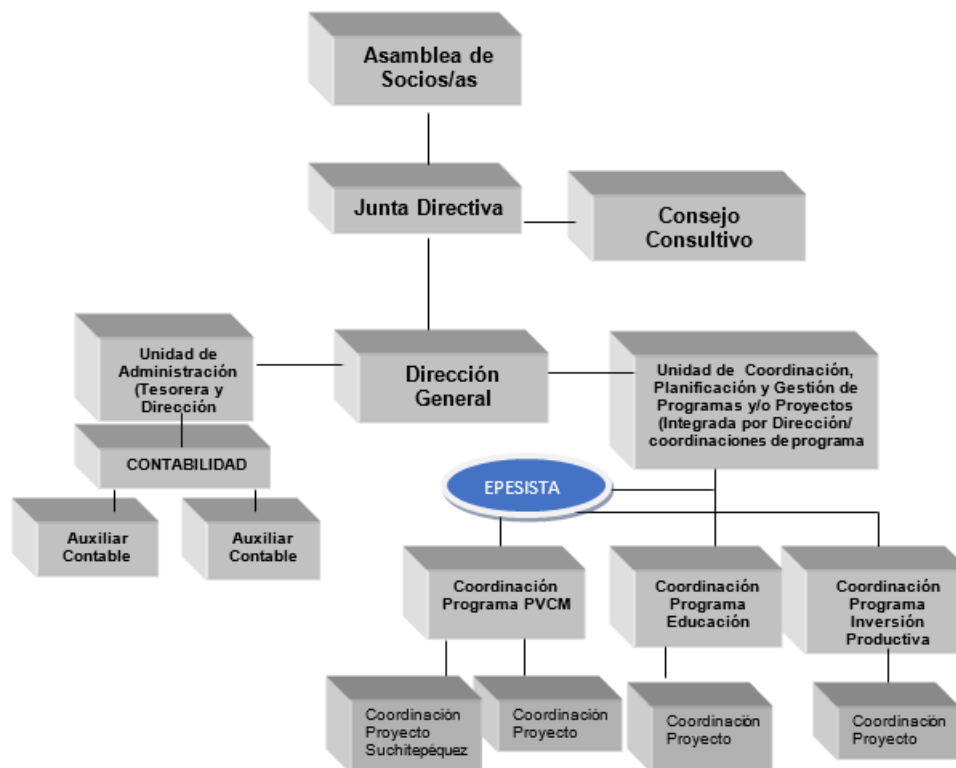 Asamblea de
Socios/as
Junta Directiva
Consejo
Consultivo
Unidad de
Administración
(Tesorera y
Dirección
Dirección
General
Unidad de Coordinación,
Planificación y Gestión de
Programas y/o Proyectos
(Integrada por Dirección/
coordinaciones de programa
CONTABILIDAD
EPESISTA
Auxiliar
Contable
Auxiliar
Contable
Coordinación
Programa PVCM
Coordinación
Programa
Educación
Coordinación
Programa
Inversión
Productiva
Coordinación
Proyecto
Suchitepéquez
Coordinación
Proyecto
Coordinación
Proyecto
Coordinación
Proyecto